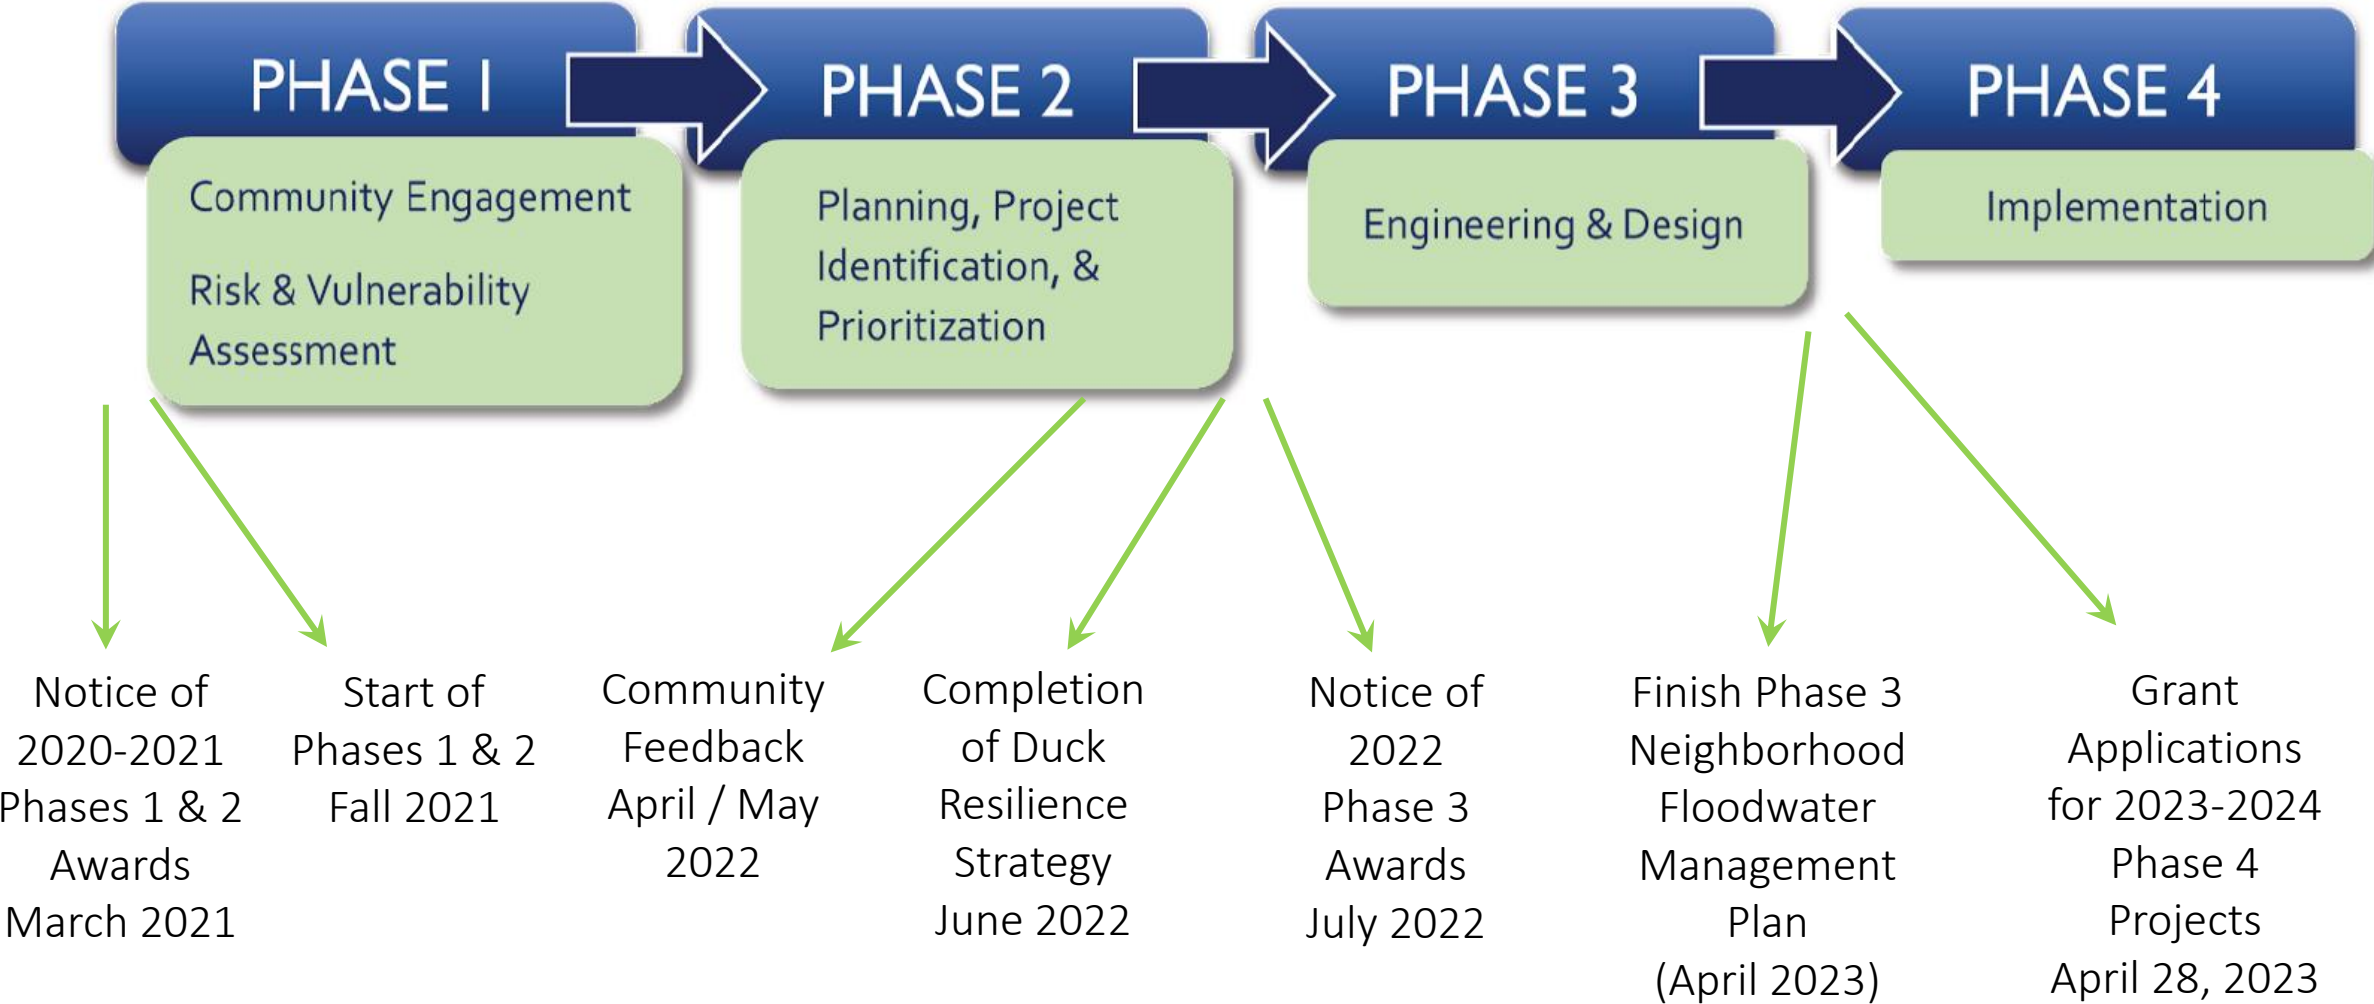 PHASE 1
PHASE 2
PHASE 3
PHASE 4
Community Engagement
Risk & Vulnerability
Assessment
Planning, Project
Identification, &
Prioritization
Engineering & Design
Implementation
Notice of
2020-2021
Phases 1 & 2
Awards
March 2021
Start of
Phases 1 & 2
Fall 2021
Community
Feedback
April / May
2022
Completion
of Duck
Resilience
Strategy
June 2022
Notice of
2022
Phase 3
Awards
July 2022
Finish Phase 3
Neighborhood
Floodwater
Management
Plan
(April 2023)
Grant
Applications
for 2023-2024
Phase 4
Projects
April 28, 2023